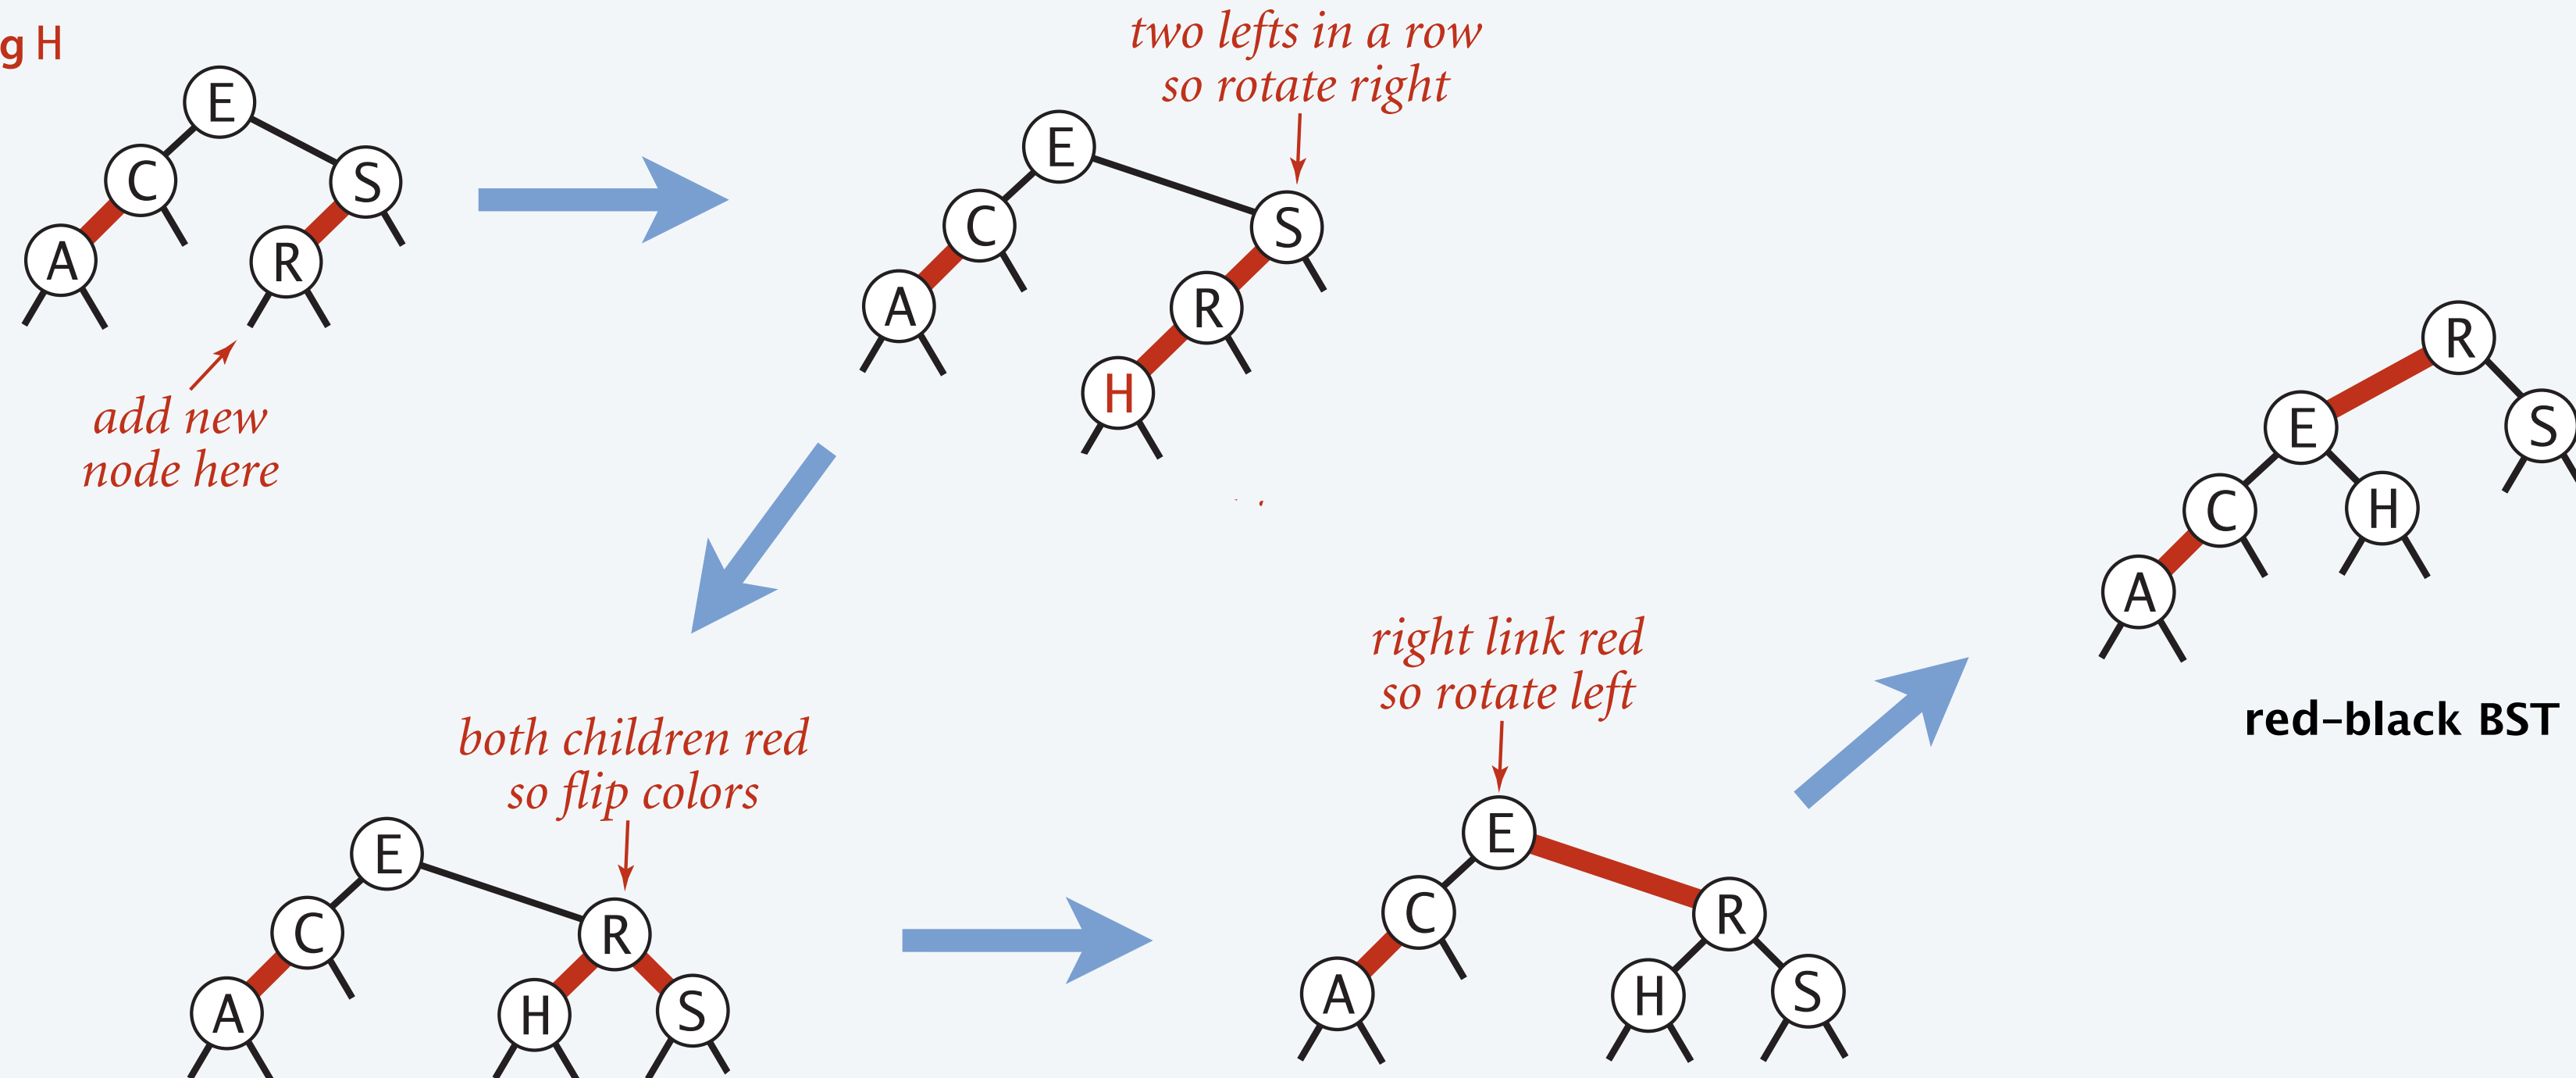 g H
E
C
S
A
R
add new
node here
two lefts in a row
so rotate right
E
C
S
A
R
H
both children red
so flip colors
E
C
R
A
H
S
right link red
so rotate left
E
C
R
A
H
S
R
E
S
C
H
A
red–black BST